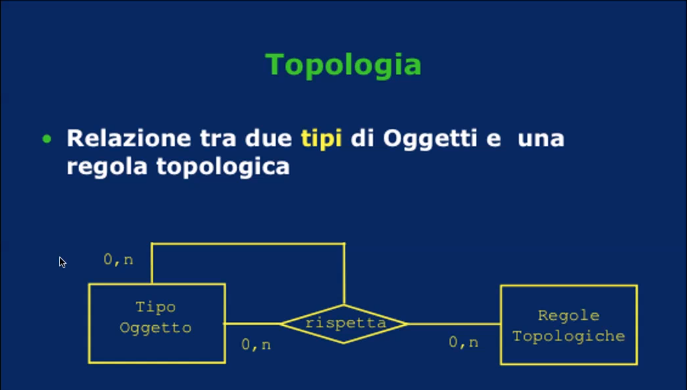 Topologia
• Relazione tra due tipi di Oggetti e una
regola topologica
0,n
Tipo
Oggetto
0,n
rispetta
0,n
Regole
Topologiche